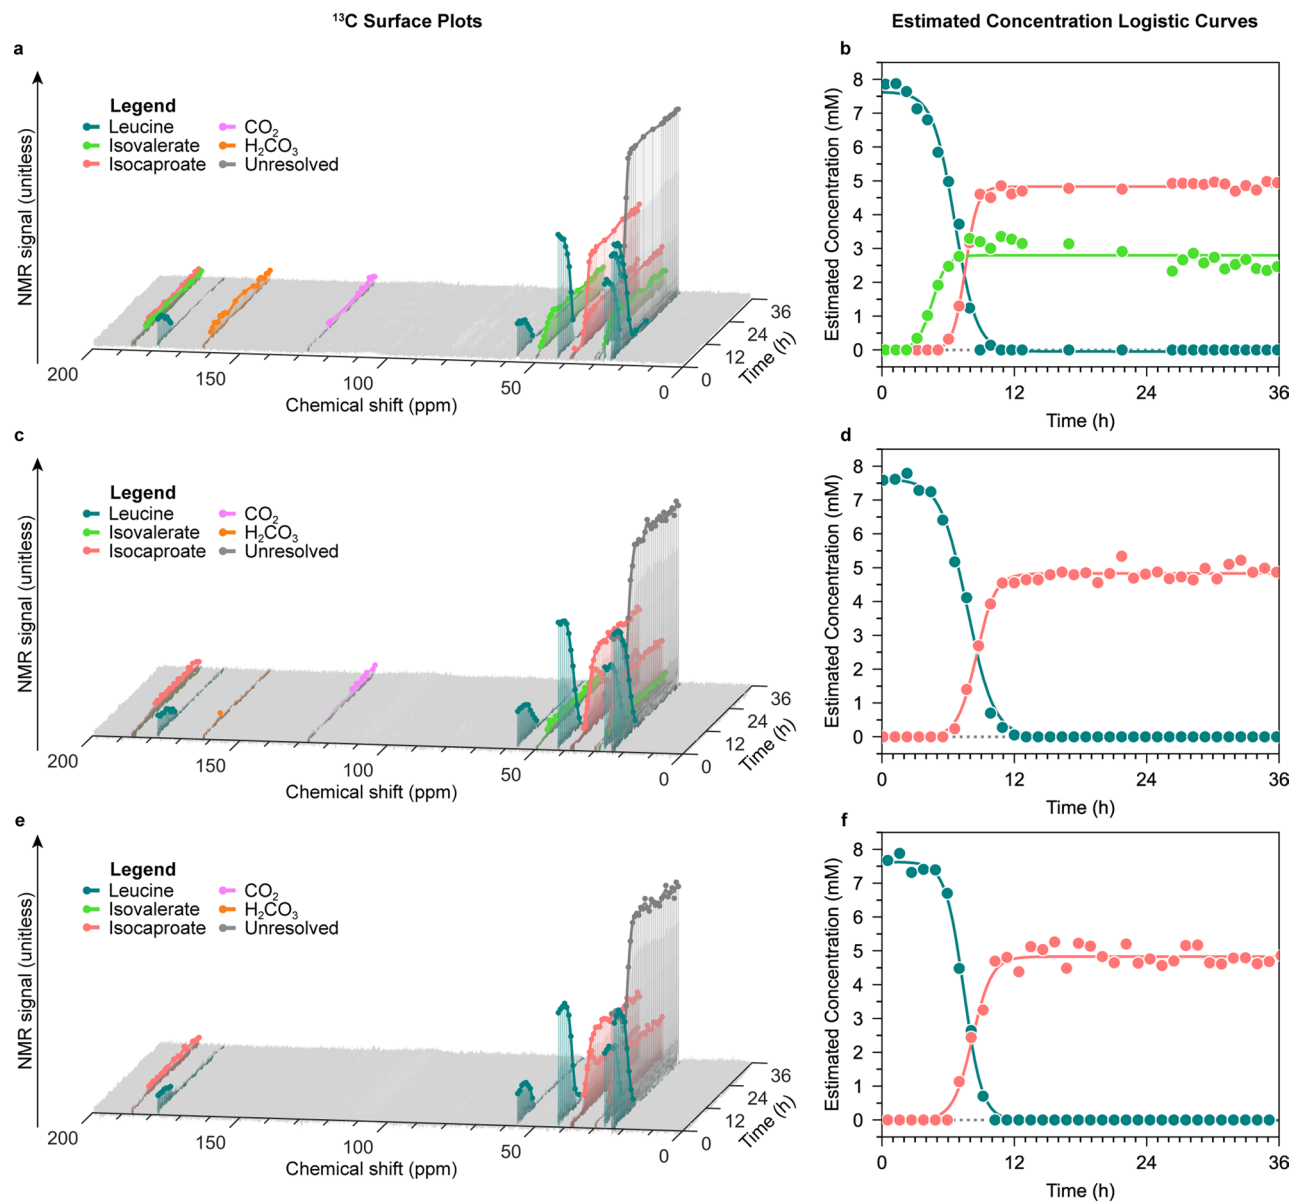 ¹³C Surface Plots
Estimated Concentration Logistic Curves
a
NMR signal (unitless)
Legend
Leucine
Isovalerate
Isocaproate
CO₂
H₂CO₃
Unresolved
200
150
100
50
0
Chemical shift (ppm)
0
12
24
36
Time (h)
b
Estimated Concentration (mM)
8
7
6
5
4
3
2
1
0
0
12
24
36
Time (h)
c
NMR signal (unitless)
Legend
Leucine
Isovalerate
Isocaproate
CO₂
H₂CO₃
Unresolved
200
150
100
50
0
Chemical shift (ppm)
0
12
24
36
Time (h)
d
Estimated Concentration (mM)
8
7
6
5
4
3
2
1
0
0
12
24
36
Time (h)
e
NMR signal (unitless)
Legend
Leucine
Isovalerate
Isocaproate
CO₂
H₂CO₃
Unresolved
200
150
100
50
0
Chemical shift (ppm)
0
12
24
36
Time (h)
f
Estimated Concentration (mM)
8
7
6
5
4
3
2
1
0
0
12
24
36
Time (h)